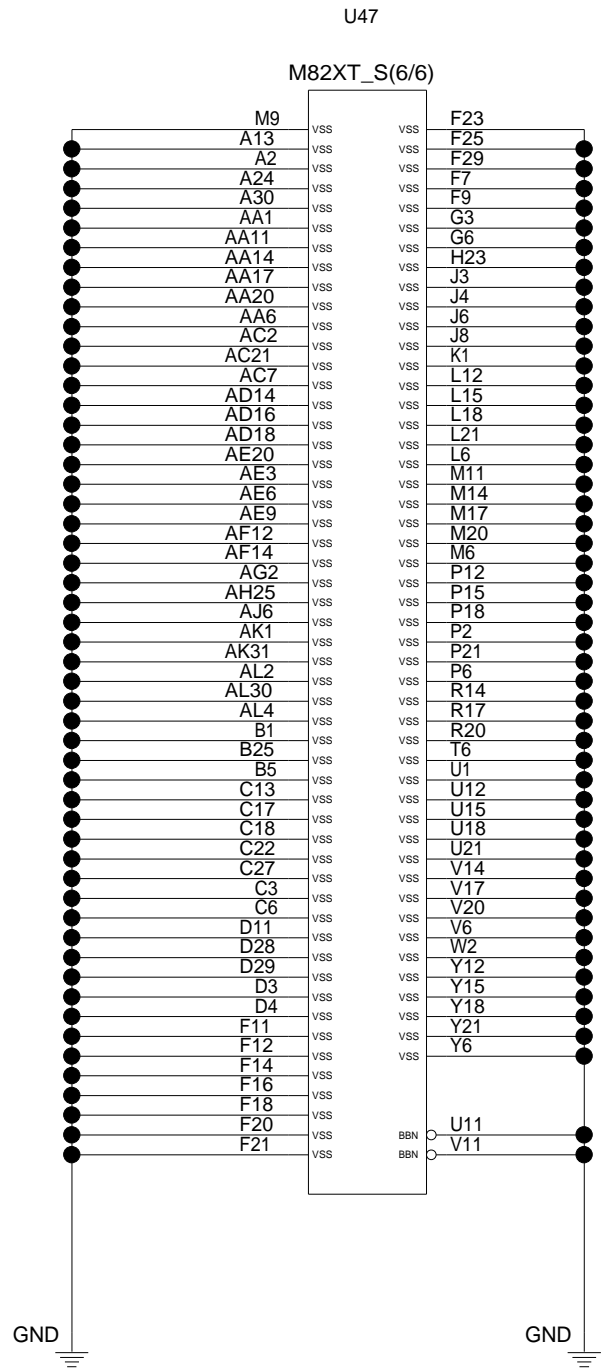 U47
M82XT_S(6/6)
M9 VSS VSS F23
A13 VSS VSS F25
A2 VSS VSS F29
A24 VSS VSS F7
A30 VSS VSS F9
AA1 VSS VSS G3
AA11 VSS VSS G6
AA14 VSS VSS H23
AA17 VSS VSS J3
AA20 VSS VSS J4
AA6 VSS VSS J6
AC2 VSS VSS J8
AC21 VSS VSS K1
AC7 VSS VSS L12
AD14 VSS VSS L15
AD16 VSS VSS L18
AD18 VSS VSS L21
AE20 VSS VSS L6
AE3 VSS VSS M11
AE6 VSS VSS M14
AE9 VSS VSS M17
AF12 VSS VSS M20
AF14 VSS VSS M6
AG2 VSS VSS P12
AH25 VSS VSS P15
AJ6 VSS VSS P18
AK1 VSS VSS P2
AK31 VSS VSS P21
AL2 VSS VSS P6
AL30 VSS VSS R14
AL4 VSS VSS R17
B1 VSS VSS R20
B25 VSS VSS T6
B5 VSS VSS U1
C13 VSS VSS U12
C17 VSS VSS U15
C18 VSS VSS U18
C22 VSS VSS U21
C27 VSS VSS V14
C3 VSS VSS V17
C6 VSS VSS V20
D11 VSS VSS V6
D28 VSS VSS W2
D29 VSS VSS Y12
D3 VSS VSS Y15
D4 VSS VSS Y18
F11 VSS VSS Y21
F12 VSS VSS Y6
F14 VSS
F16 VSS
F18 VSS
F20 VSS BBN U11
F21 VSS BBN V11
GND GND